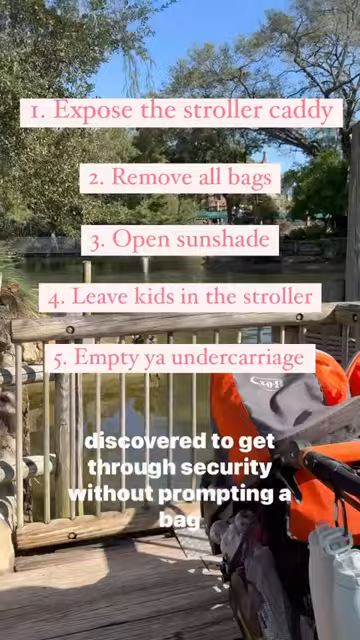 1. Expose the stroller caddy
2. Remove all bags
3. Open sunshade
4. Leave kids in the stroller
5. Empty ya undercarriage
discovered to get
through security
without prompting a
bag